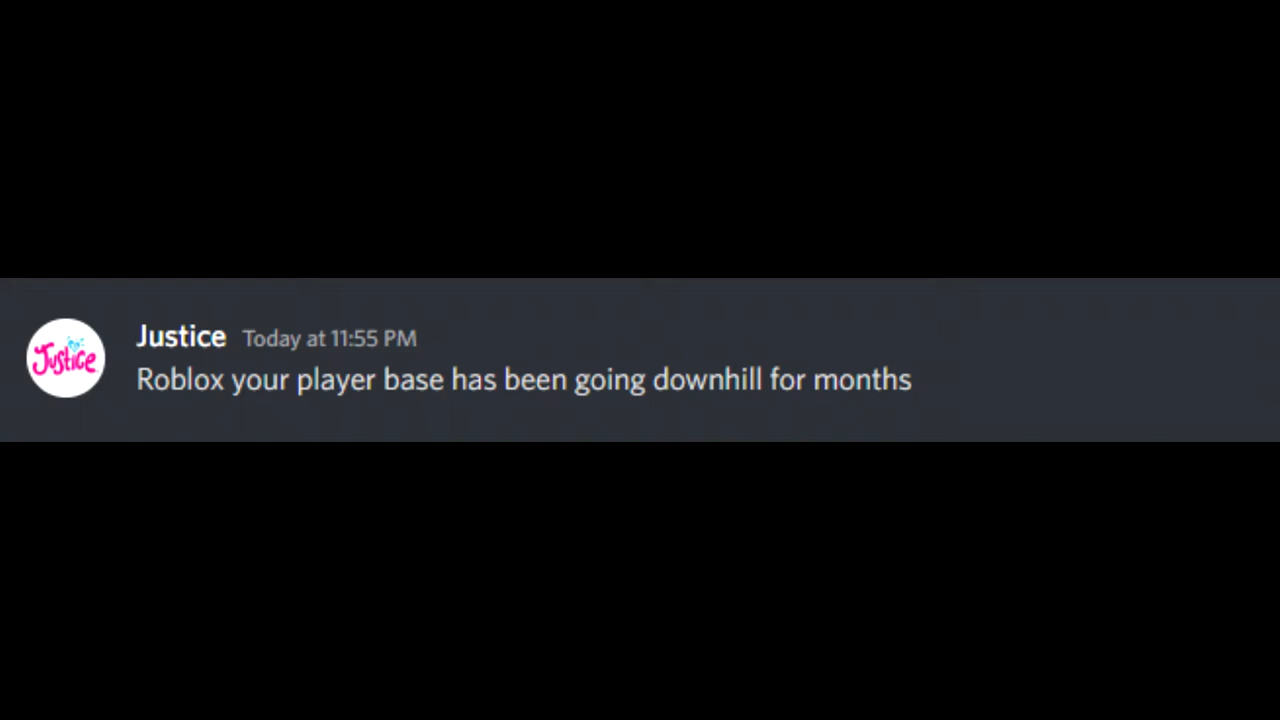 Justice
Justice Today at 11:55 PM
Roblox your player base has been going downhill for months